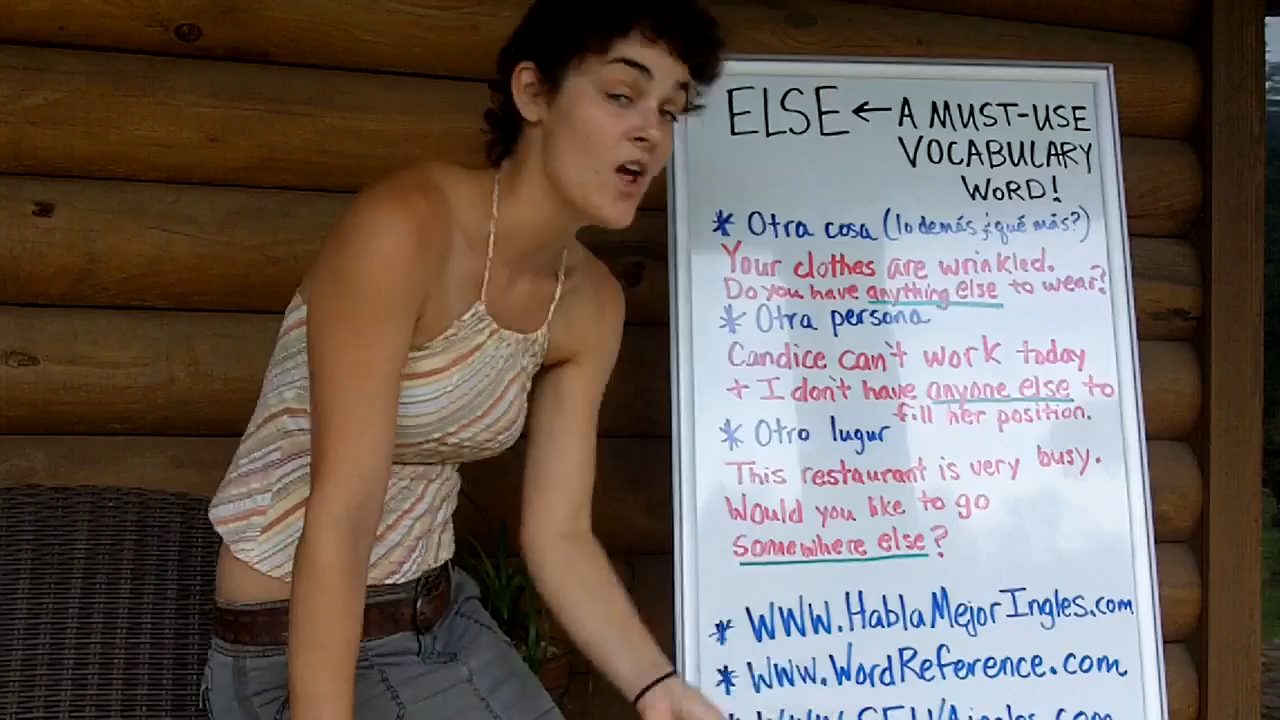 ELSE ← A MUST-USE
VOCABULARY
WORD!
* Otra cosa (lo demás ¿qué más?)
Your clothes are wrinkled.
Do you have anything else to wear?
* Otra persona
Candice can't work today
+ I don't have anyone else to
fill her position.
* Otro lugur
This restaurant is very busy.
Would you like to go
somewhere else?
* WWW.HablaMejorIngles.com
* WWW.WordReference.com